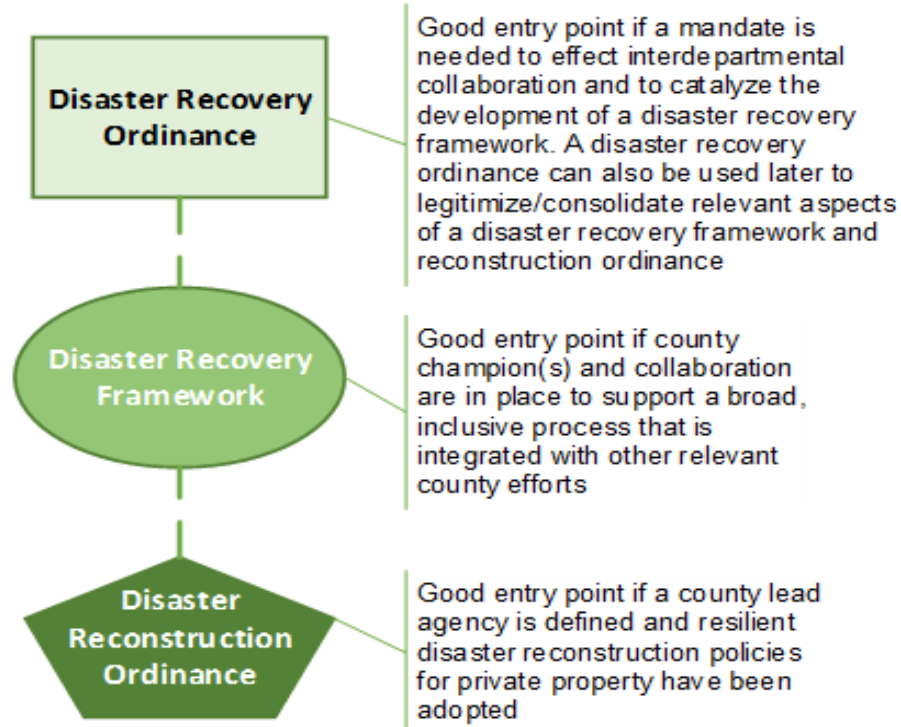 Disaster Recovery
Ordinance
Good entry point if a mandate is
needed to effect interdepartmental
collaboration and to catalyze the
development of a disaster recovery
framework. A disaster recovery
ordinance can also be used later to
legitimize/consolidate relevant aspects
of a disaster recovery framework and
reconstruction ordinance
Disaster Recovery
Framework
Good entry point if county
champion(s) and collaboration
are in place to support a broad,
inclusive process that is
integrated with other relevant
county efforts
Disaster
Reconstruction
Ordinance
Good entry point if a county lead
agency is defined and resilient
disaster reconstruction policies
for private property have been
adopted